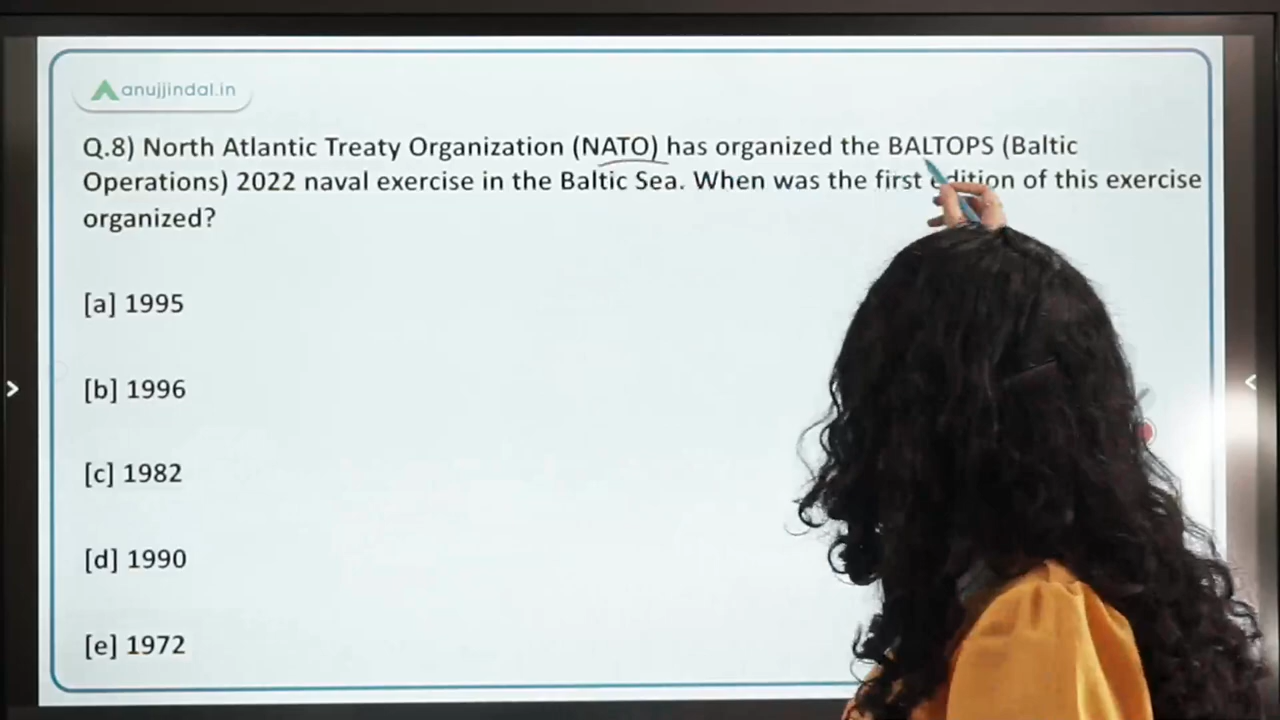 anujjindal.in
Q.8) North Atlantic Treaty Organization (NATO) has organized the BALTOPS (Baltic
Operations) 2022 naval exercise in the Baltic Sea. When was the first edition of this exercise
organized?
[a] 1995
[b] 1996
[c] 1982
[d] 1990
[e] 1972